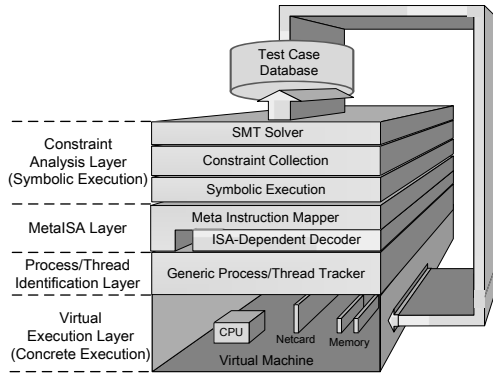 Test Case
Database
SMT Solver
Constraint
Analysis Layer
(Symbolic Execution)
Constraint Collection
Symbolic Execution
MetaISA Layer
Meta Instruction Mapper
ISA-Dependent Decoder
Process/Thread
Identification Layer
Generic Process/Thread Tracker
Virtual
Execution Layer
(Concrete Execution)
CPU
Netcard
Memory
Virtual Machine